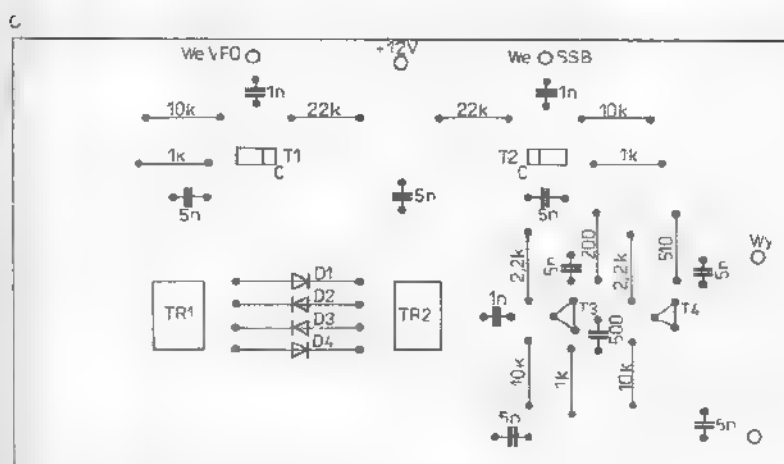 C
We VFO +12V We SSB
1n 1n
10k 22k 22k 10k
1k T1 T2 1k
C
5n 5n 5n
2,2k 5n 200 2,2k 510 5n Wy
D1
D2
D3
D4
TR1 TR2 1n T3 500 T4
10k 1k 10k
5n 5n